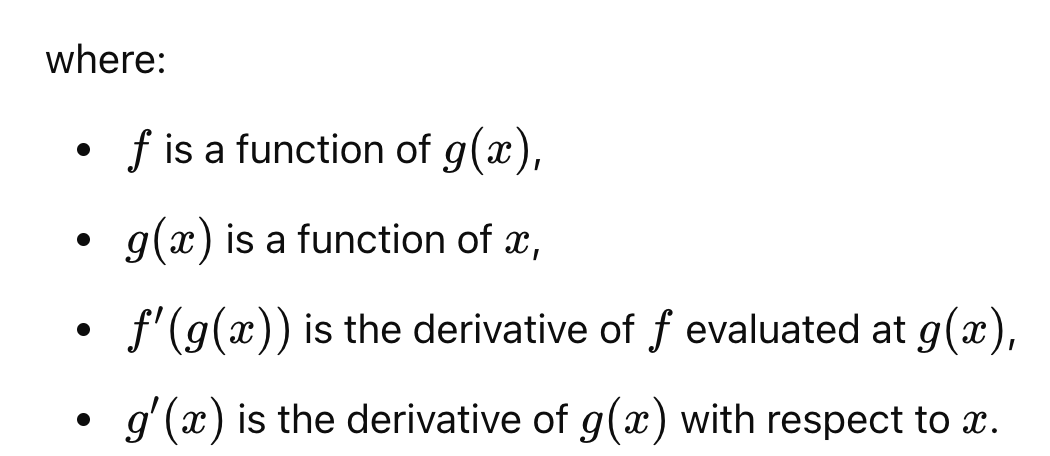 where:
• f is a function of g(x),
• g(x) is a function of x,
• f′(g(x)) is the derivative of f evaluated at g(x),
• g′(x) is the derivative of g(x) with respect to x.